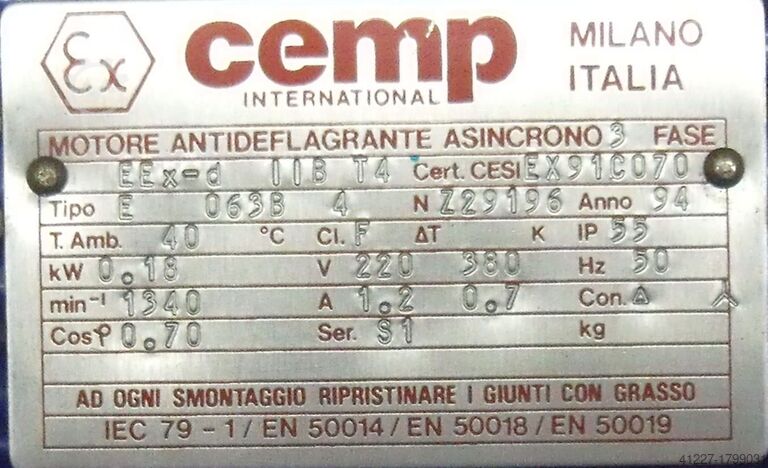 Ex cemp MILANO
INTERNATIONAL ITALIA
MOTORE ANTIDEFLAGRANTE ASINCRONO 3 FASE
EEx-d IIB T4 Cert. CESI EX91C070
Tipo E 063B 4 N Z29196 Anno 94
T. Amb. 40 °C Cl. F ΔT K IP 55
kW 0.18 V 220 380 Hz 50
min⁻¹ 1340 A 1.2 0.7 Con. Δ Y
Cosφ 0.70 Ser. S1 kg
AD OGNI SMONTAGGIO RIPRISTINARE I GIUNTI CON GRASSO
IEC 79 - 1 / EN 50014 / EN 50018 / EN 50019